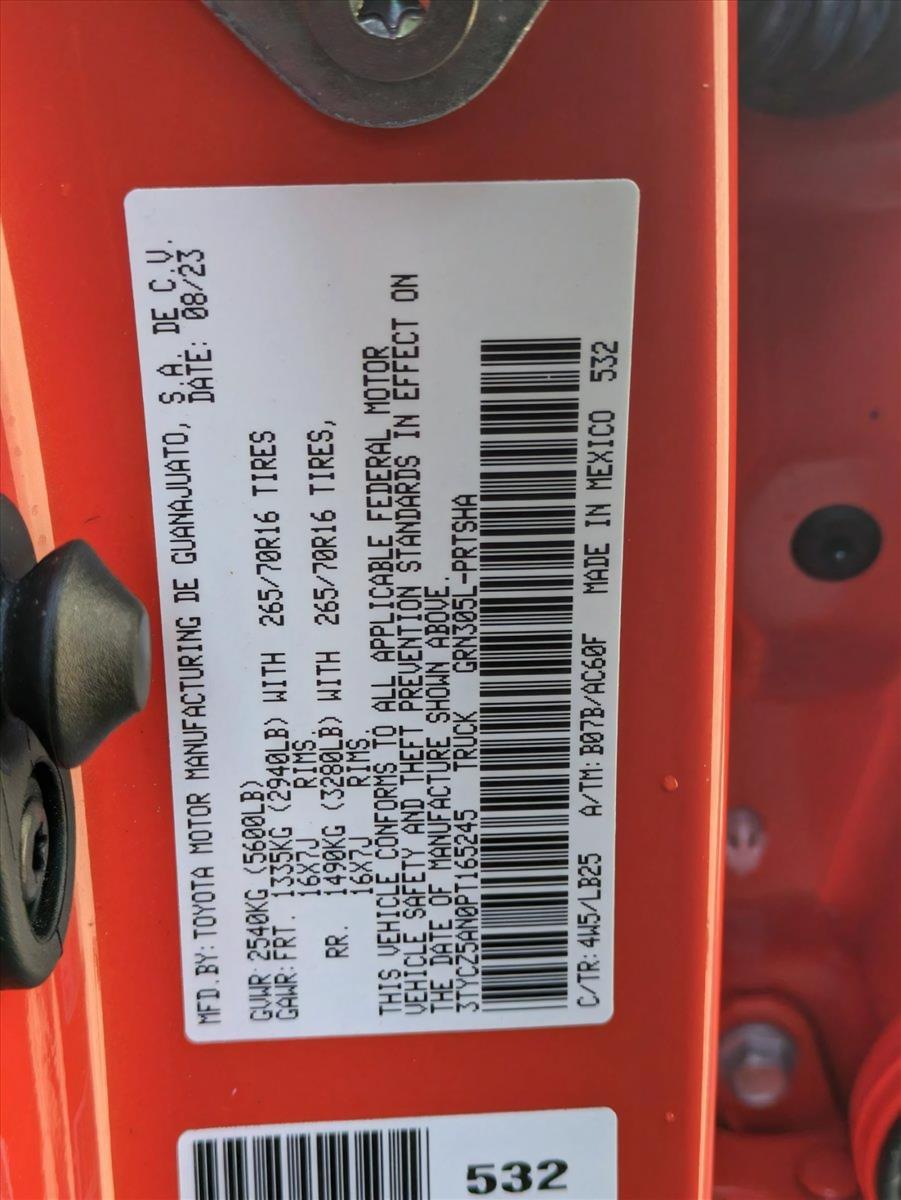 MFD.BY: TOYOTA MOTOR MANUFACTURING DE GUANAJUATO, S.A. DE C.V.
DATE: 08/23
GVWR:2540KG (5600LB)
GAWR:FRT. 1335KG (2940LB) WITH 265/70R16 TIRES
16X7J RIMS.
RR. 1490KG (3280LB) WITH 265/70R16 TIRES,
16X7J RIMS.
THIS VEHICLE CONFORMS TO ALL APPLICABLE FEDERAL MOTOR
VEHICLE SAFETY AND THEFT PREVENTION STANDARDS IN EFFECT ON
THE DATE OF MANUFACTURE SHOWN ABOVE.
3TYCZ5AN0PT165245 TRUCK GRN305L-PRTSHA
C/TR:4W5/LB25 A/TM:B07B/AC60F MADE IN MEXICO 532
532